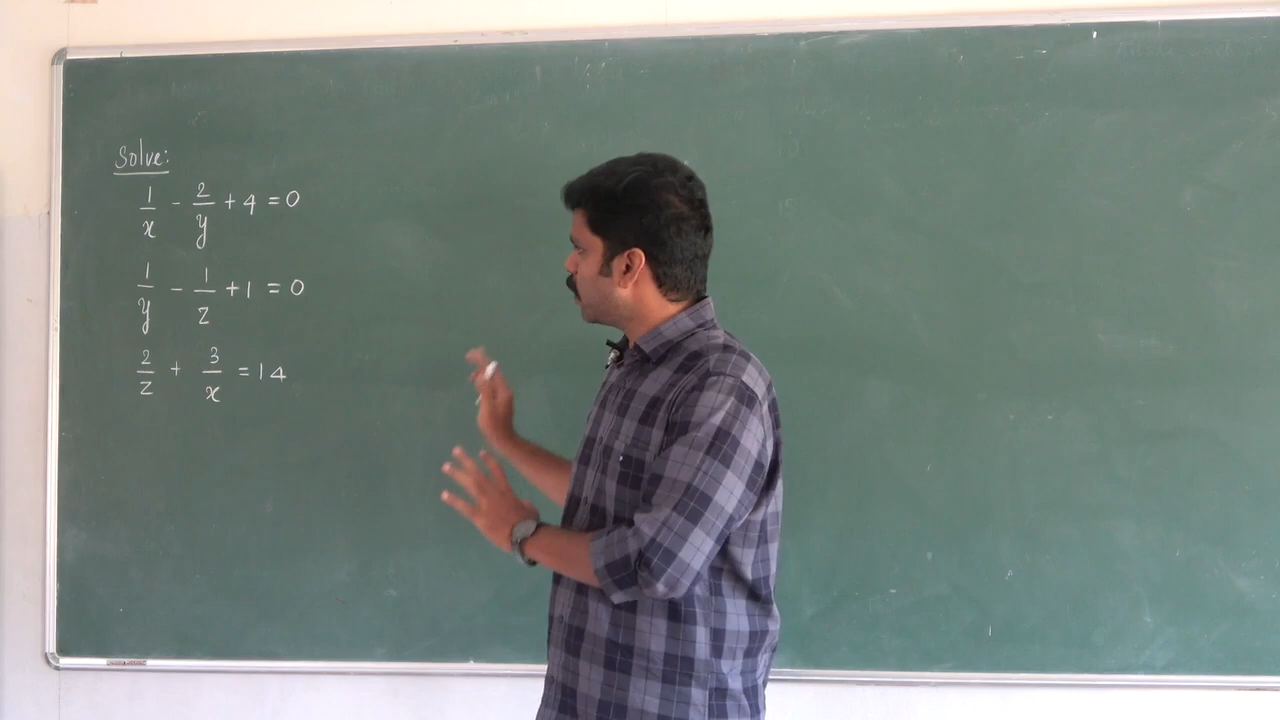 Solve:
1/x - 2/y + 4 = 0
1/y - 1/z + 1 = 0
2/z + 3/x = 14